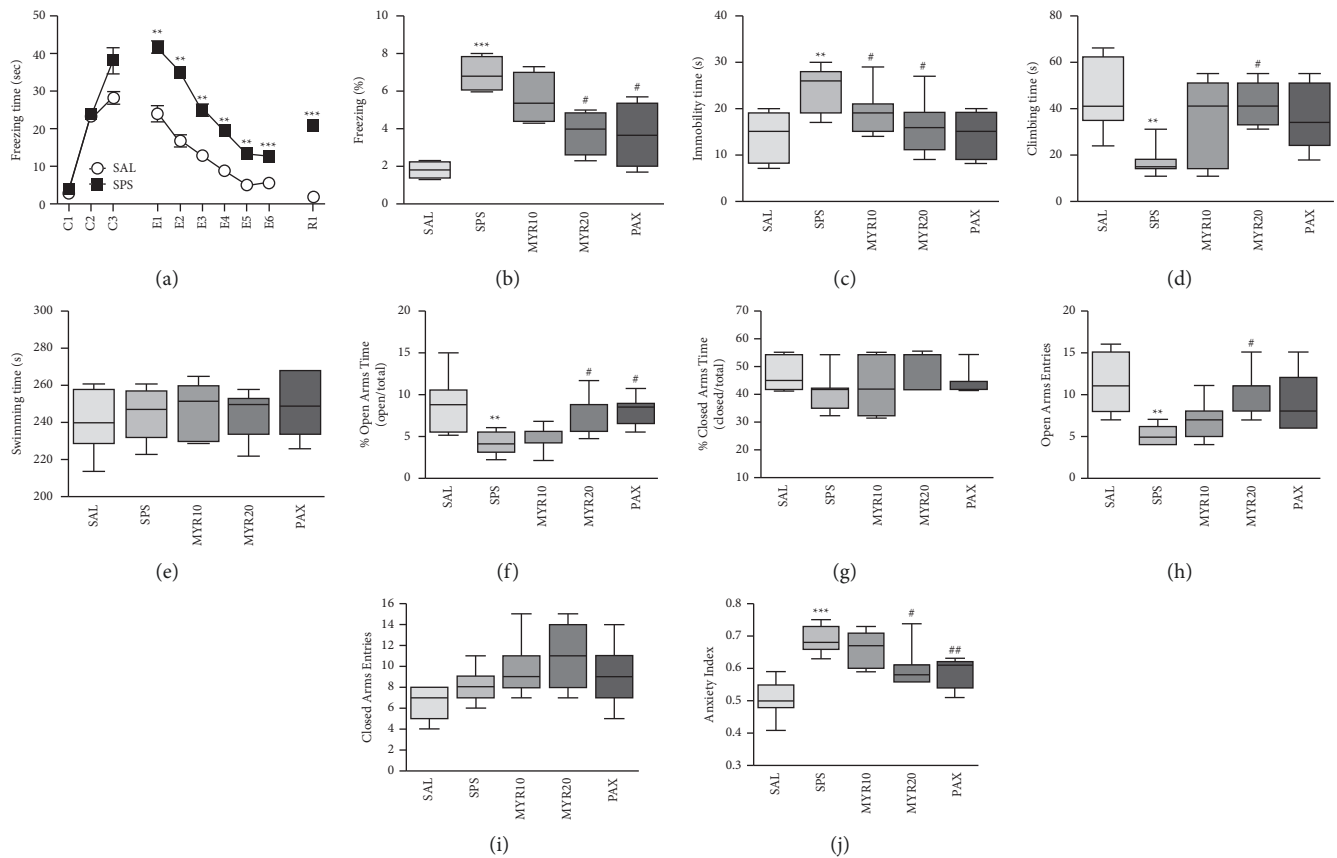 Freezing time (sec)
50
40
30
20
10
0
**
**
**
**
**
***
***
SAL
SPS
C1
C2
C3
E1
E2
E3
E4
E5
E6
R1
(a)
Freezing (%)
10
8
6
4
2
0
***
#
#
SAL
SPS
MYR10
MYR20
PAX
(b)
Immobility time (s)
40
30
20
10
0
**
#
#
SAL
SPS
MYR10
MYR20
PAX
(c)
Climbing time (s)
80
60
40
20
0
**
#
SAL
SPS
MYR10
MYR20
PAX
(d)
Swimming time (s)
300
280
260
240
220
200
SAL
SPS
MYR10
MYR20
PAX
(e)
% Open Arms Time
(open/total)
20
15
10
5
0
**
#
#
SAL
SPS
MYR10
MYR20
PAX
(f)
% Closed Arms Time
(closed/total)
70
60
50
40
30
20
10
SAL
SPS
MYR10
MYR20
PAX
(g)
Open Arms Entries
20
15
10
5
0
**
#
SAL
SPS
MYR10
MYR20
PAX
(h)
Closed Arms Entries
16
14
12
10
8
6
4
2
0
SAL
SPS
MYR10
MYR20
PAX
(i)
Anxiety Index
0.8
0.7
0.6
0.5
0.4
0.3
***
#
##
SAL
SPS
MYR10
MYR20
PAX
(j)